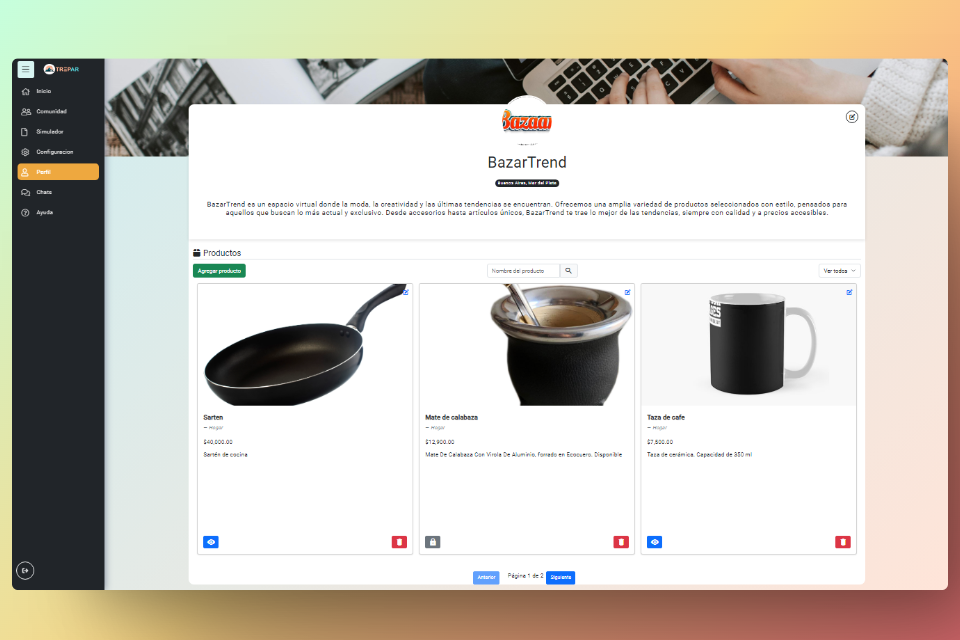 TREPAR
Inicio
Comunidad
Simulador
Configuracion
Perfil
Chats
Ayuda
Bazaar
BazarTrend
Buenos Aires, Mar del Plata
BazarTrend es un espacio virtual donde la moda, la creatividad y las últimas tendencias se encuentran. Ofrecemos una amplia variedad de productos seleccionados con estilo, pensados para
aquellos que buscan lo más actual y exclusivo. Desde accesorios hasta artículos únicos, BazarTrend te trae lo mejor de las tendencias, siempre con calidad y a precios accesibles.
Productos
Agregar producto
Nombre del producto
Ver todos
Sarten
— Hogar
$40,000.00
Sartén de cocina
Mate de calabaza
— Hogar
$12,900.00
Mate De Calabaza Con Virola De Aluminio, forrado en Ecocuero. Disponible
Taza de cafe
— Hogar
$7,500.00
Taza de cerámica. Capacidad de 350 ml
Anterior
Página 1 de 2
Siguiente